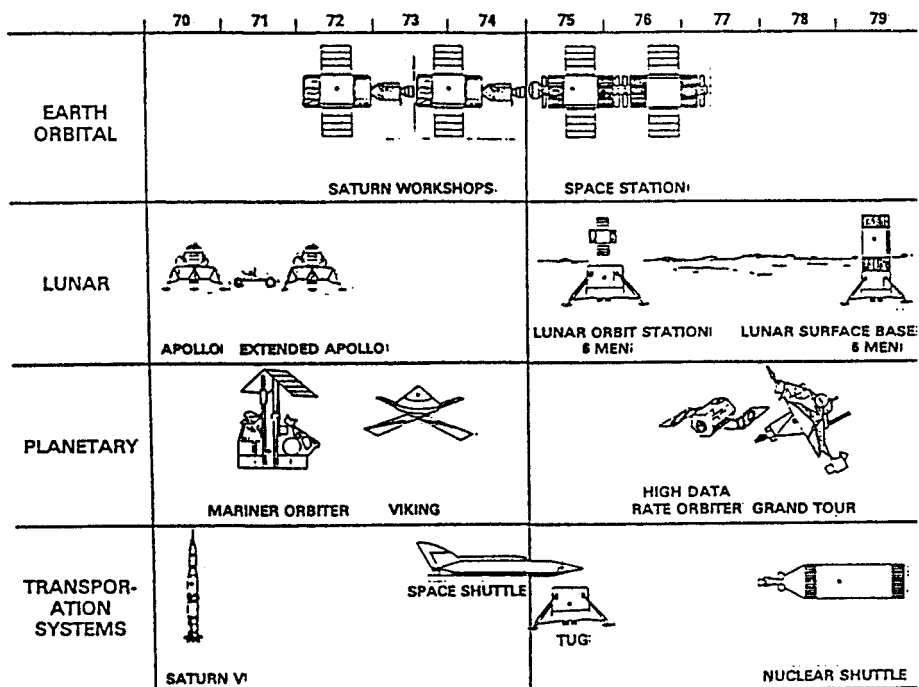 70 71 72 73 74 75 76 77 78 79
EARTH
ORBITAL
SATURN WORKSHOPS
SPACE STATION
LUNAR
APOLLO EXTENDED APOLLO
LUNAR ORBIT STATION
6 MEN
LUNAR SURFACE BASE
6 MEN
PLANETARY
MARINER ORBITER
VIKING
HIGH DATA
RATE ORBITER
GRAND TOUR
TRANSPOR-
ATION
SYSTEMS
SATURN V
SPACE SHUTTLE
TUG
NUCLEAR SHUTTLE